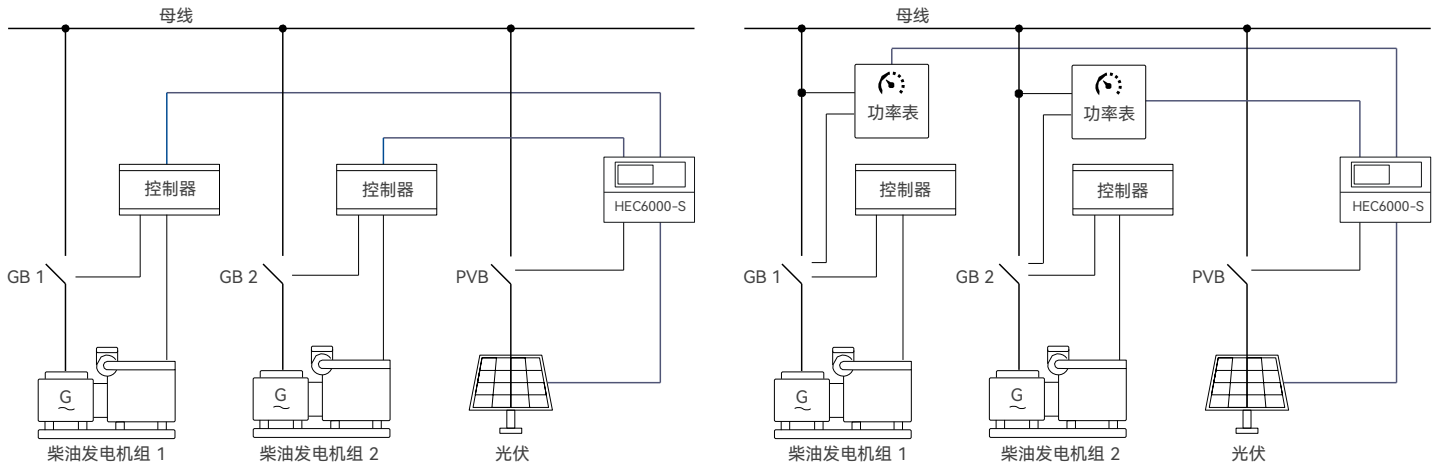 母线
母线
功率表
功率表
控制器
控制器
HEC6000-S
控制器
控制器
HEC6000-S
GB 1
GB 2
PVB
GB 1
GB 2
PVB
G
G
G
G
柴油发电机组 1
柴油发电机组 2
光伏
柴油发电机组 1
柴油发电机组 2
光伏